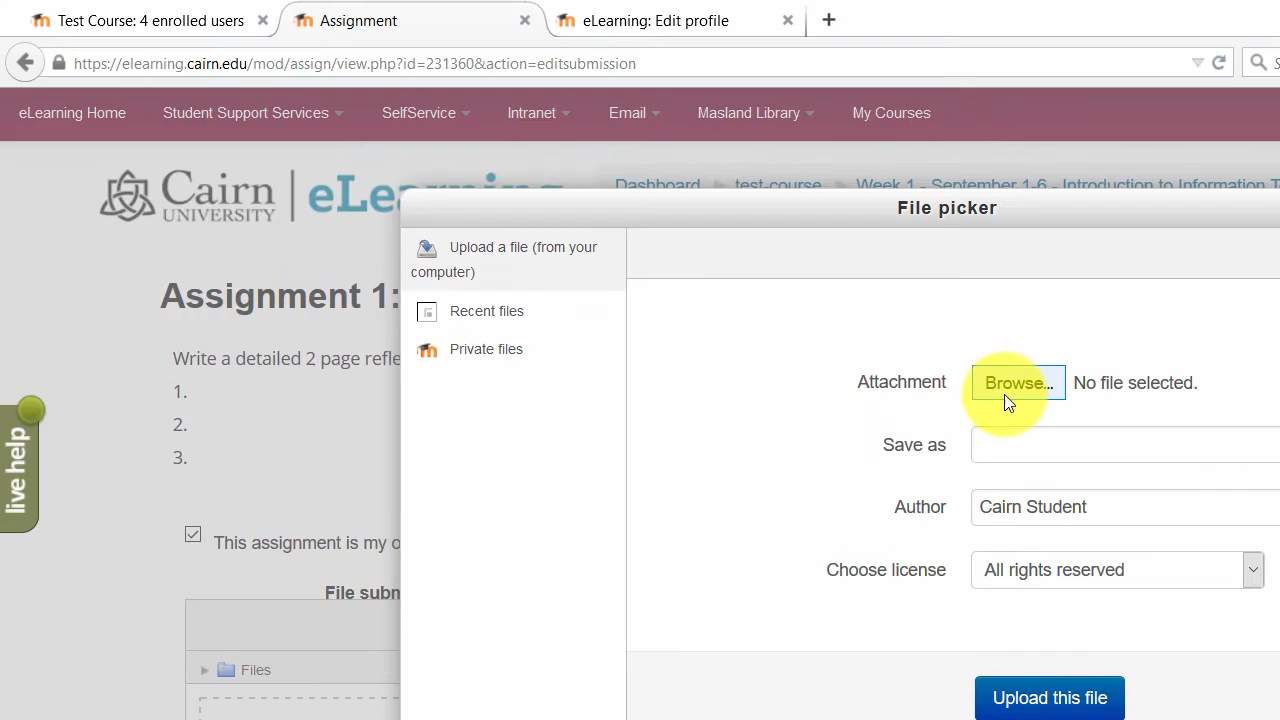 Test Course: 4 enrolled users
Assignment
eLearning: Edit profile
https://elearning.cairn.edu/mod/assign/view.php?id=231360&action=editsubmission
eLearning Home
Student Support Services
SelfService
Intranet
Email
Masland Library
My Courses
Cairn UNIVERSITY
eLearning
Dashboard
test-course
Week 1 - September 1-6 - Introduction to Information T
File picker
Upload a file (from your
computer)
Recent files
Private files
Assignment 1:
Write a detailed 2 page refle
1.
2.
3.
Attachment
Browse...
No file selected.
Save as
Author
Cairn Student
Choose license
All rights reserved
live help
This assignment is my o
File subm
Files
Upload this file